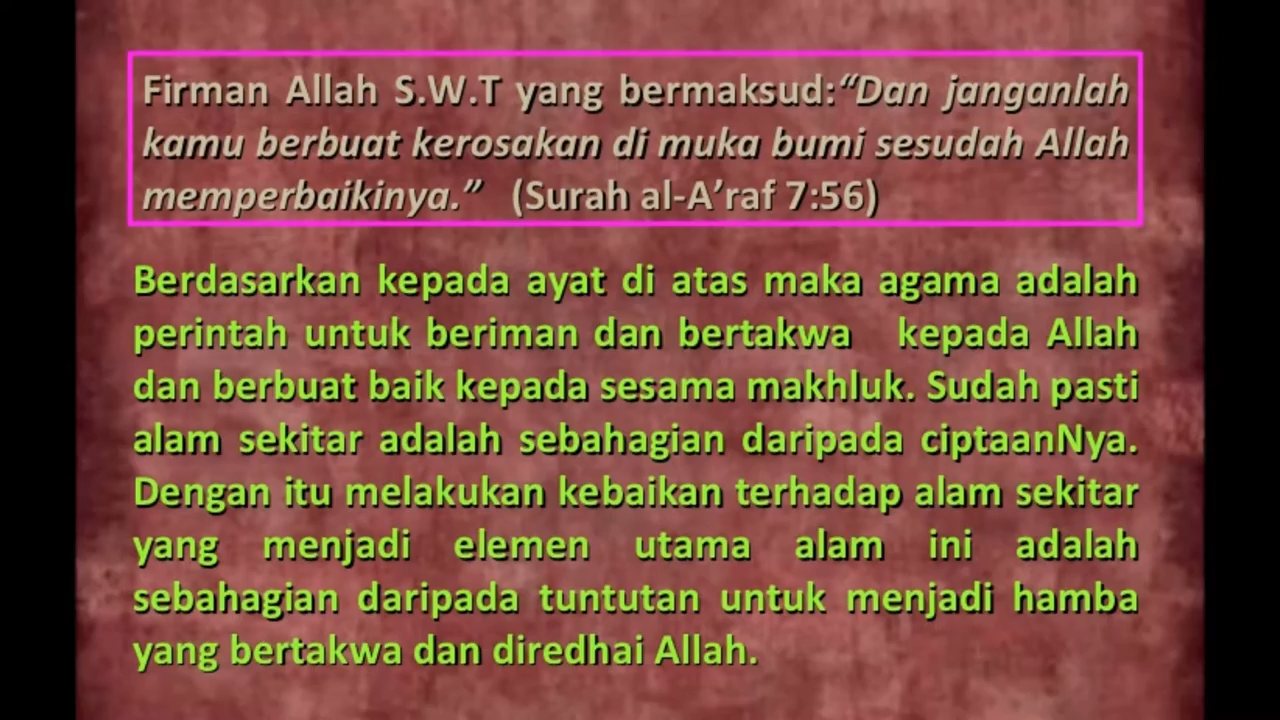 Firman Allah S.W.T yang bermaksud:“Dan janganlah
kamu berbuat kerosakan di muka bumi sesudah Allah
memperbaikinya.” (Surah al-A’raf 7:56)
Berdasarkan kepada ayat di atas maka agama adalah
perintah untuk beriman dan bertakwa kepada Allah
dan berbuat baik kepada sesama makhluk. Sudah pasti
alam sekitar adalah sebahagian daripada ciptaanNya.
Dengan itu melakukan kebaikan terhadap alam sekitar
yang menjadi elemen utama alam ini adalah
sebahagian daripada tuntutan untuk menjadi hamba
yang bertakwa dan diredhai Allah.